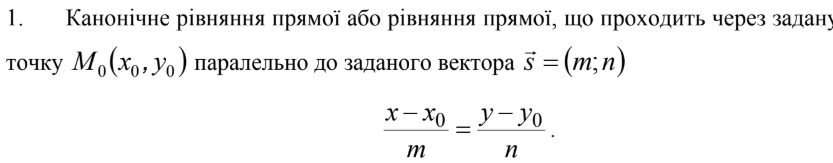 1. Канонічне рівняння прямої або рівняння прямої, що проходить через задану
точку M₀(x₀, y₀) паралельно до заданого вектора s⃗ = (m; n)
(x − x₀)/m = (y − y₀)/n .